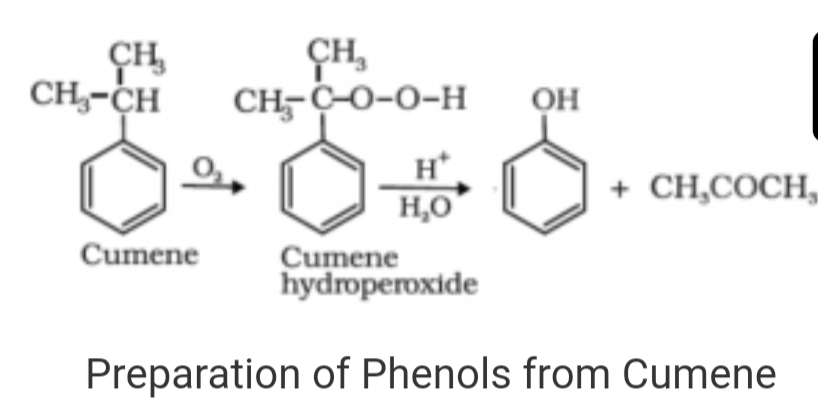 CH₃ CH₃
CH₃-CH CH₃-C-O-O-H OH
O₂ H⁺
H₂O + CH₃COCH₃
Cumene Cumene
hydroperoxide
Preparation of Phenols from Cumene